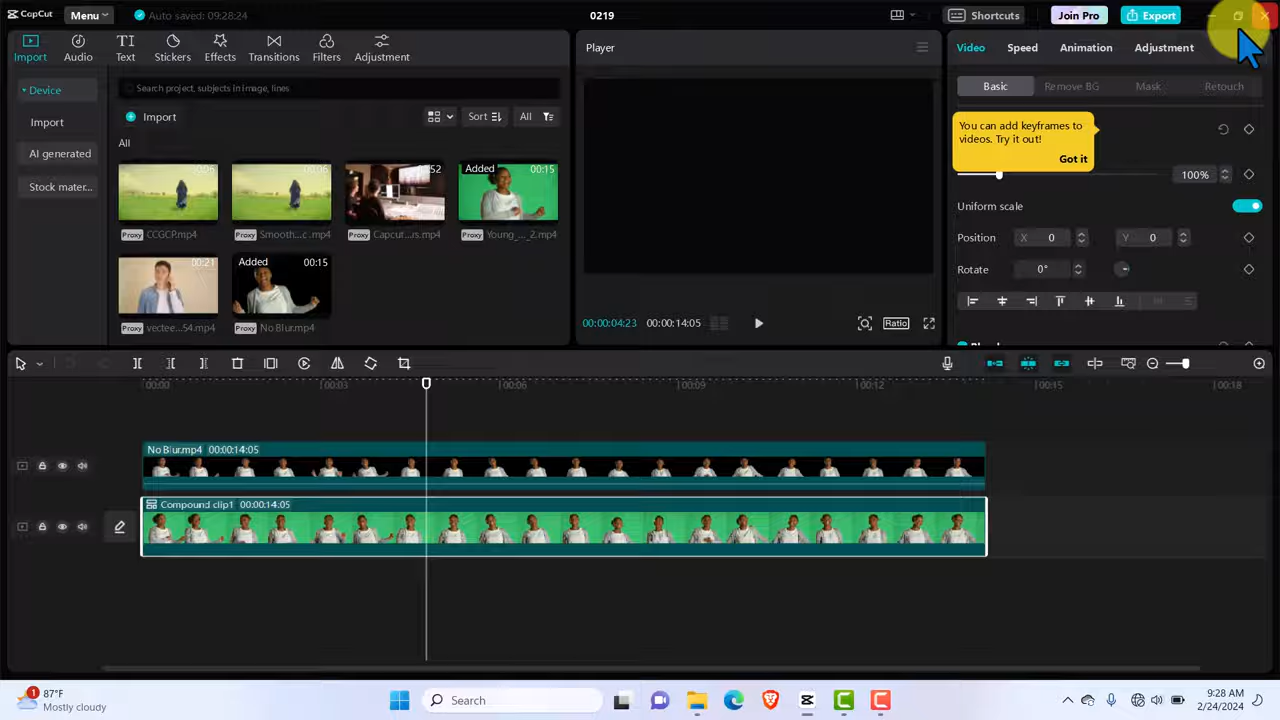 CapCut Menu Auto saved: 09:28:24 0219 Shortcuts Join Pro Export
Import Audio Text Stickers Effects Transitions Filters Adjustment
Device
Import
AI generated
Stock mater...
Search project, subjects in image, lines
Import Sort All
All
00:52 Added 00:15
Proxy CCGCP.mp4 Proxy Smooth...c .mp4 Proxy Capcut...rs.mp4 Proxy Young_..._2.mp4
00:21 Added 00:15
Proxy vectee...54.mp4 Proxy No Blur.mp4
Player
00:00:04:23 00:00:14:05 Ratio
Video Speed Animation Adjustment
Basic Remove BG Mask Retouch
You can add keyframes to
videos. Try it out!
Got it
100%
Uniform scale
Position X 0 Y 0
Rotate 0°
00:00 00:03 00:06 00:09 00:12 00:15 00:18
No Blur.mp4 00:00:14:05
Compound clip1 00:00:14:05
1 87°F
Mostly cloudy
Search
9:28 AM
2/24/2024